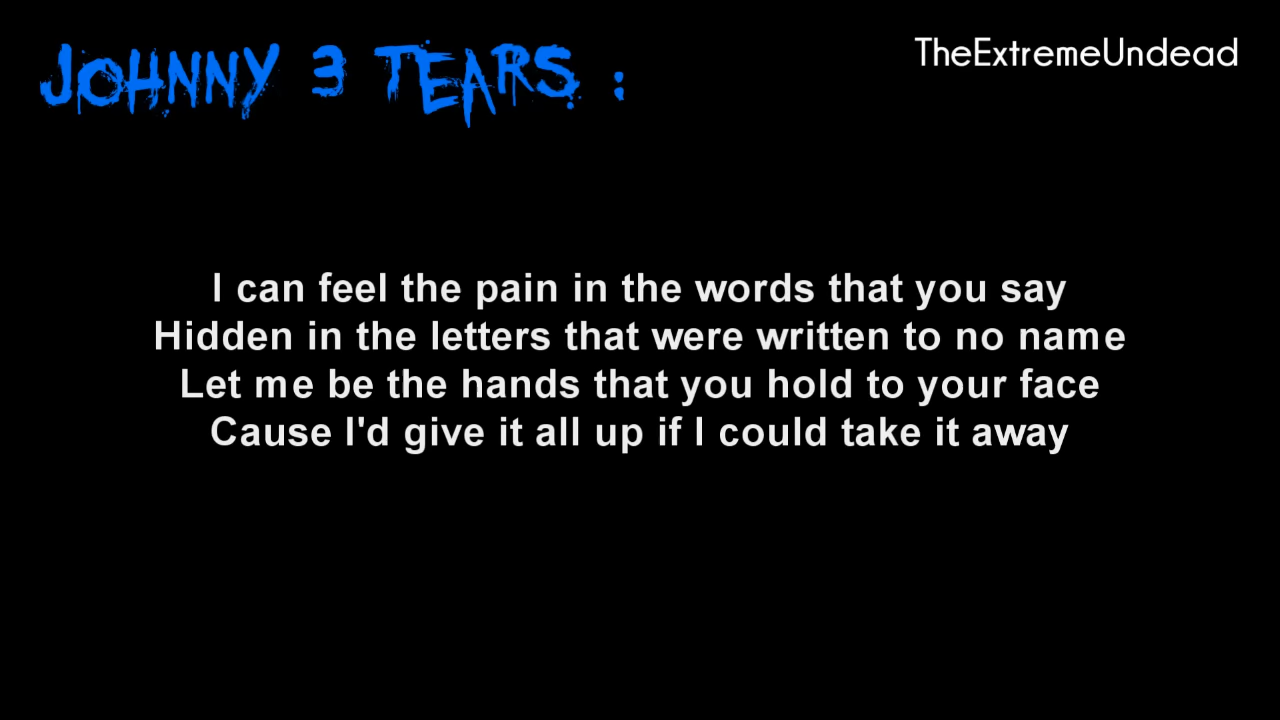 JOHNNY 3 TEARS :
TheExtremeUndead
I can feel the pain in the words that you say
Hidden in the letters that were written to no name
Let me be the hands that you hold to your face
Cause I'd give it all up if I could take it away